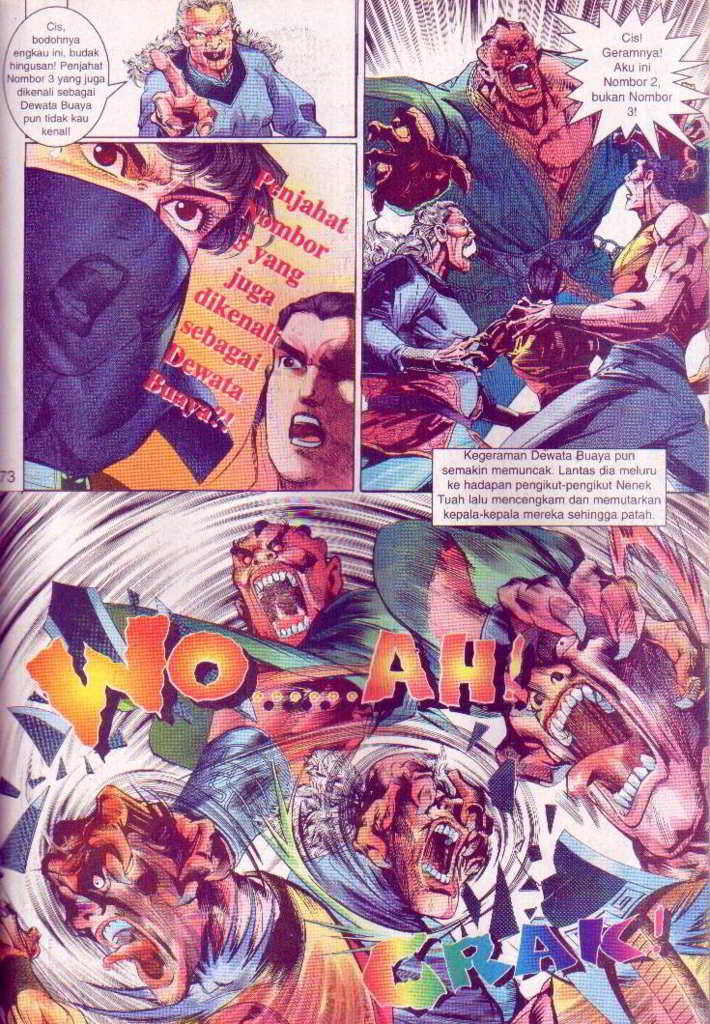 Cis,
bodohnya
engkau ini, budak
hingusan! Penjahat
Nombor 3 yang juga
dikenali sebagai
Dewata Buaya
pun tidak kau
kenal!
Penjahat
Nombor
3 yang
juga
dikenali
sebagai
Dewata
Buaya?!
Cis!
Geramnya!
Aku ini
Nombor 2,
bukan Nombor
3!
73
Kegeraman Dewata Buaya pun
semakin memuncak. Lantas dia meluru
ke hadapan pengikut-pengikut Nenek
Tuah lalu mencengkam dan memutarkan
kepala-kepala mereka sehingga patah.
WO......AH!
CRAK!